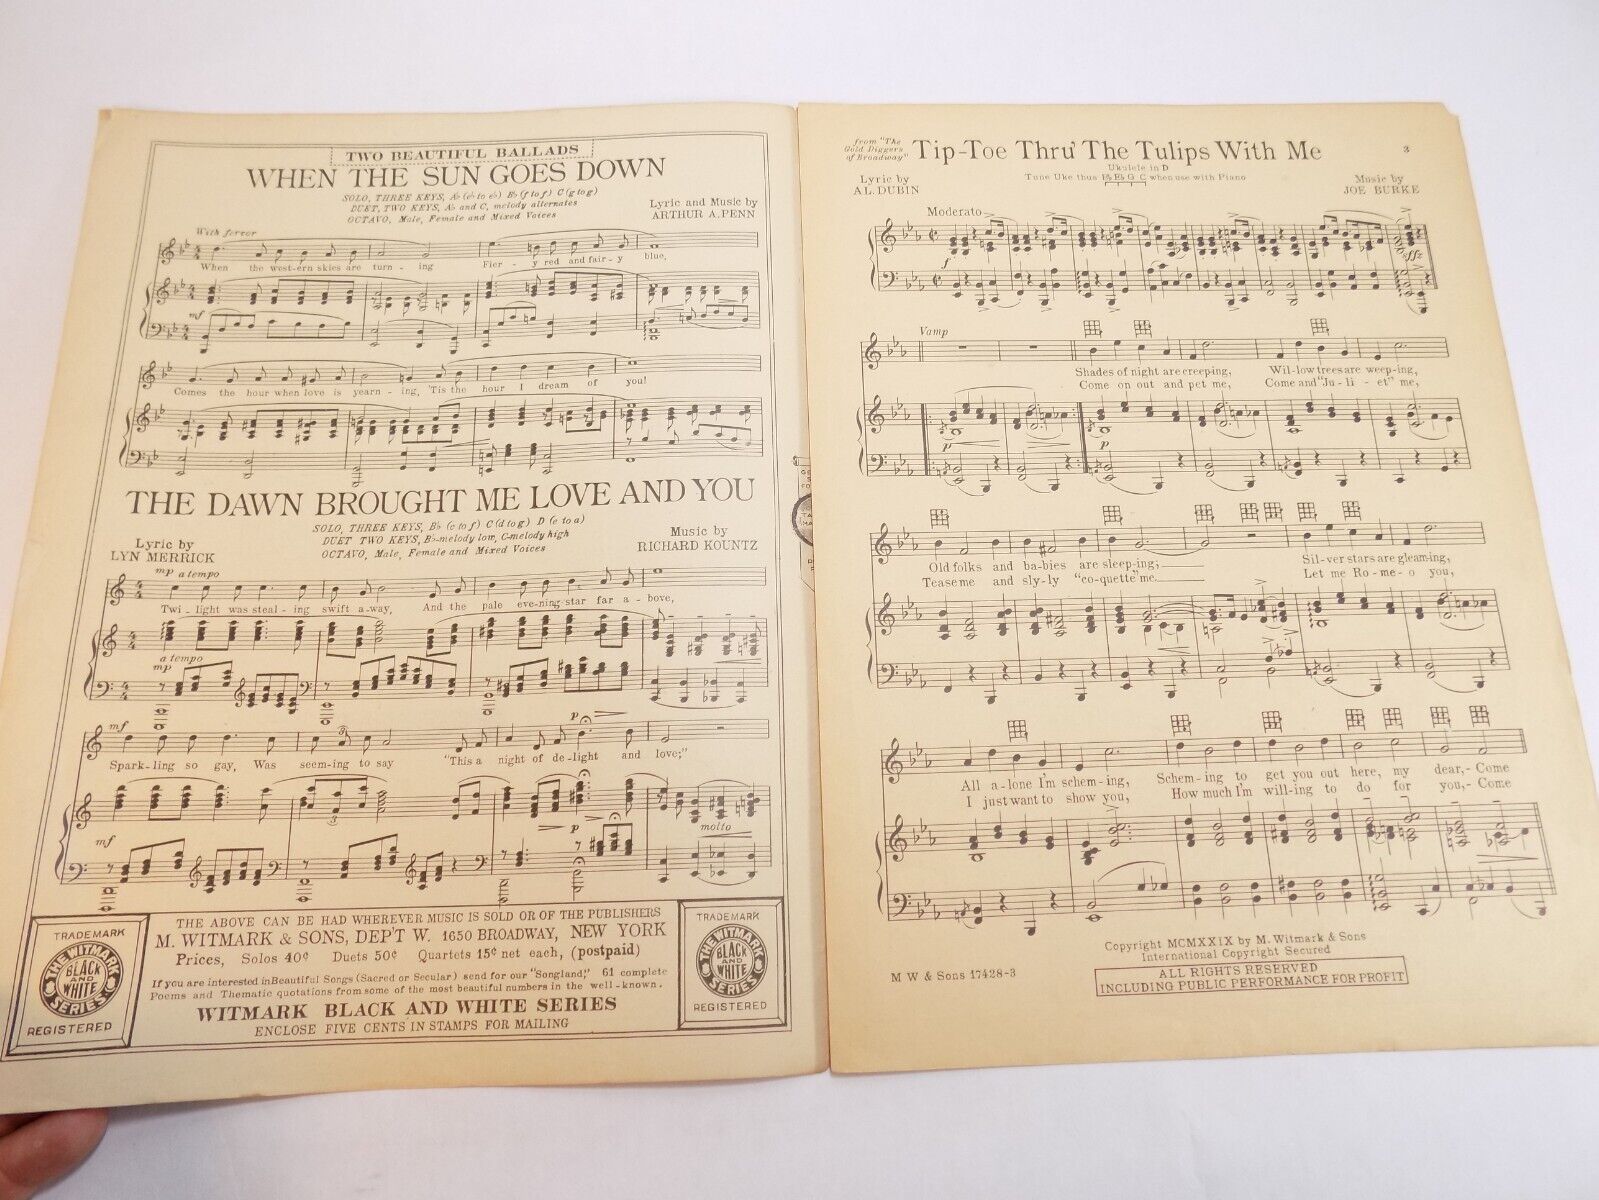 TWO BEAUTIFUL BALLADS
WHEN THE SUN GOES DOWN
SOLO, THREE KEYS, A♭ (e♭ to e♭) B♭ (f to f) C (g to g)
DUET, TWO KEYS, A♭ and C, melody alternates
OCTAVO, Male, Female and Mixed Voices
Lyric and Music by
ARTHUR A. PENN
With fervor
When the west-ern skies are turn - ing Fier - y red and fair - y blue,
mf
Comes the hour when love is yearn - ing, 'Tis the hour I dream of you!
THE DAWN BROUGHT ME LOVE AND YOU
SOLO, THREE KEYS, B♭ (c to f) C (d to g) D (e to a)
DUET TWO KEYS, B♭-melody low, C-melody high
OCTAVO, Male, Female and Mixed Voices
Lyric by
LYN MERRICK
Music by
RICHARD KOUNTZ
mp a tempo
Twi - light was steal - ing swift a-way, And the pale eve-ning-star far a - bove,
a tempo
mp
mf
p
3
Spark - ling so gay, Was seem-ing to say "This a night of de-light and love;"
mf
p
molto
TRADEMARK
THE WITMARK
BLACK
AND
WHITE
SERIES
REGISTERED
THE ABOVE CAN BE HAD WHEREVER MUSIC IS SOLD OR OF THE PUBLISHERS
M. WITMARK & SONS, DEP'T W. 1650 BROADWAY, NEW YORK
Prices, Solos 40¢ Duets 50¢ Quartets 15¢ net each, (postpaid)
If you are interested in Beautiful Songs (Sacred or Secular) send for our "Songland," 61 complete
Poems and Thematic quotations from some of the most beautiful numbers in the well-known.
WITMARK BLACK AND WHITE SERIES
ENCLOSE FIVE CENTS IN STAMPS FOR MAILING
TRADEMARK
THE WITMARK
BLACK
AND
WHITE
SERIES
REGISTERED
from "The
Gold Diggers
of Broadway"
Tip-Toe Thru' The Tulips With Me
3
Ukulele in D
Tune Uke thus B♭ E♭ G C when use with Piano
Lyric by
AL. DUBIN
Music by
JOE BURKE
Moderato
f
sffz
Vamp
Shades of night are creeping, Wil-low trees are weep-ing,
Come on out and pet me, Come and "Ju - li - et" me,
p
p
Old folks and ba-bies are sleep-ing; Sil-ver stars are gleam-ing,
Tease me and sly-ly "co-quette" me. Let me Ro-me-o you,
All a-lone I'm schem-ing, Schem-ing to get you out here, my dear,- Come
I just want to show you, How much I'm will-ing to do for you,- Come
Copyright MCMXXIX by M. Witmark & Sons
International Copyright Secured
M W & Sons 17428-3
ALL RIGHTS RESERVED
INCLUDING PUBLIC PERFORMANCE FOR PROFIT